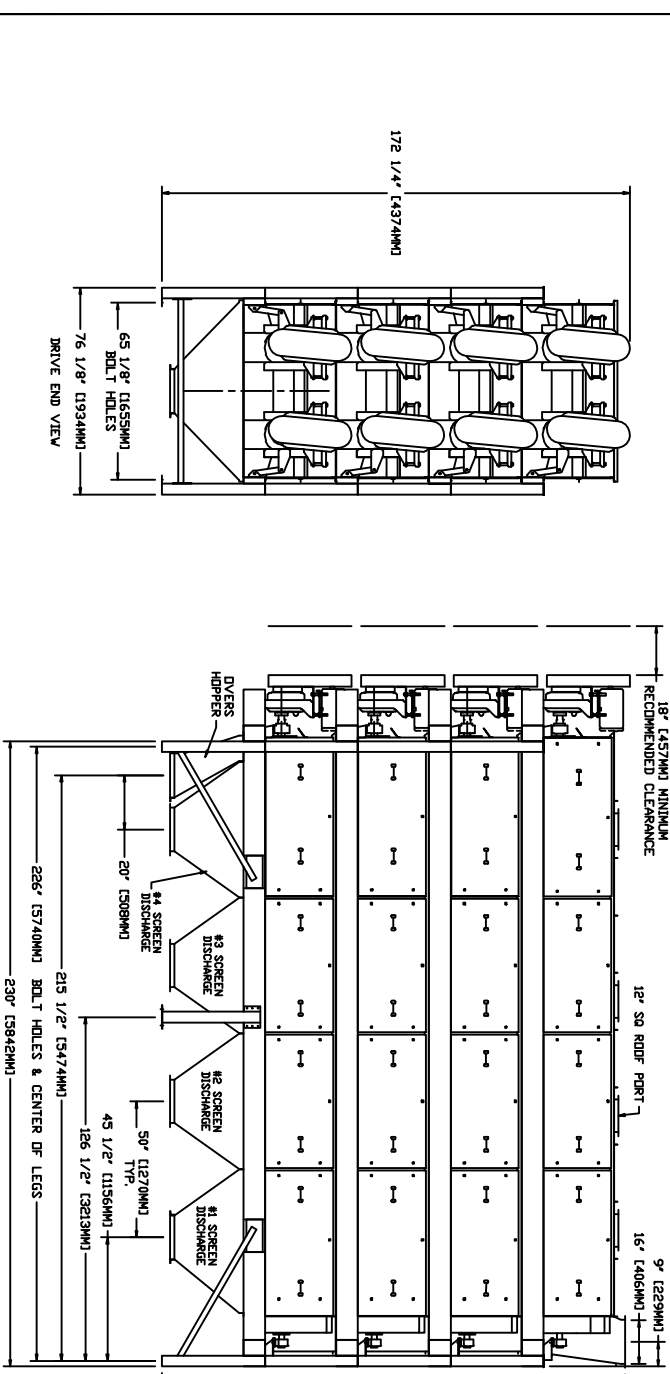 172 1/4" [4374MM]
65 1/8" [1655MM]
BOLT HOLES
76 1/8" [1934MM]
DRIVE END VIEW
18" [457MM] MINIMUM
RECOMMENDED CLEARANCE
12" SQ ROOF PORT
9" [229MM]
16" [406MM]
OVERS
HOPPER
#4 SCREEN
DISCHARGE
#3 SCREEN
DISCHARGE
#2 SCREEN
DISCHARGE
#1 SCREEN
DISCHARGE
20" [508MM]
50" [1270MM]
TYP.
45 1/2" [1156MM]
126 1/2" [3213MM]
215 1/2" [5474MM]
226" [5740MM] BOLT HOLES & CENTER OF LEGS
230" [5842MM]